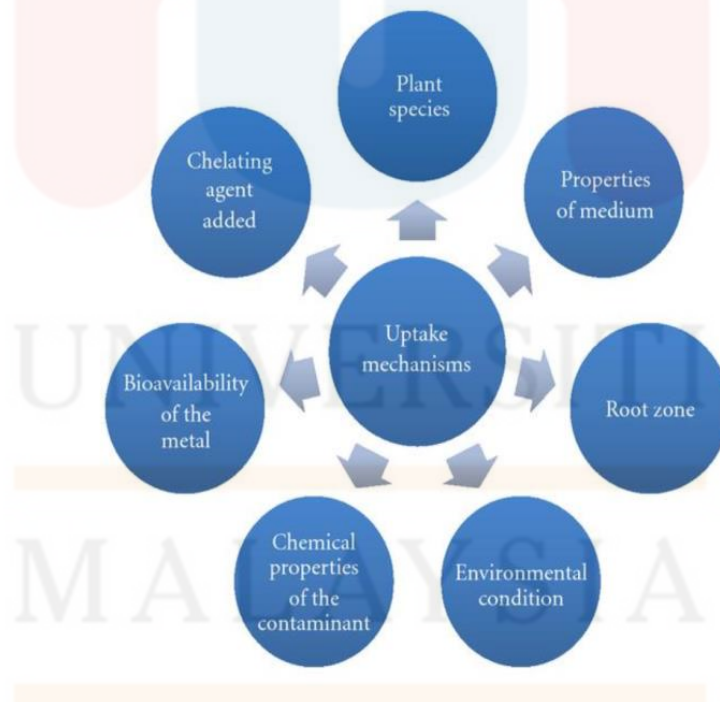 Plant
species
Chelating
agent
added
Properties
of medium
Uptake
mechanisms
Bioavailability
of the
metal
Root zone
Chemical
properties
of the
contaminant
Environmental
condition
UNIVERSITI
MALAYSIA